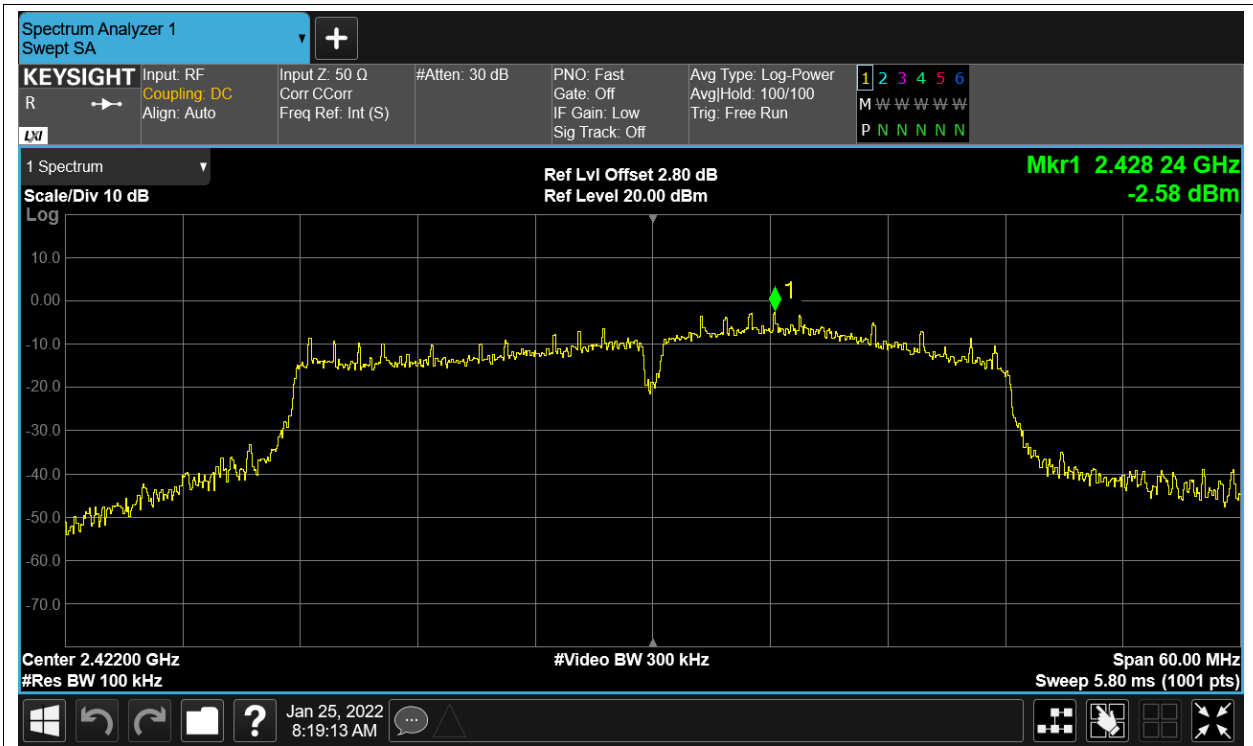 Spectrum Analyzer 1
Swept SA
KEYSIGHT
R
LXI
Input: RF
Coupling: DC
Align: Auto
Input Z: 50 Ω
Corr CCorr
Freq Ref: Int (S)
#Atten: 30 dB
PNO: Fast
Gate: Off
IF Gain: Low
Sig Track: Off
Avg Type: Log-Power
Avg|Hold: 100/100
Trig: Free Run
1 2 3 4 5 6
M W W W W W
P N N N N N
1 Spectrum
Scale/Div 10 dB
Ref Lvl Offset 2.80 dB
Ref Level 20.00 dBm
Mkr1 2.428 24 GHz
-2.58 dBm
Log
10.0
0.00
-10.0
-20.0
-30.0
-40.0
-50.0
-60.0
-70.0
1
Center 2.42200 GHz
#Video BW 300 kHz
Span 60.00 MHz
#Res BW 100 kHz
Sweep 5.80 ms (1001 pts)
?
Jan 25, 2022
8:19:13 AM